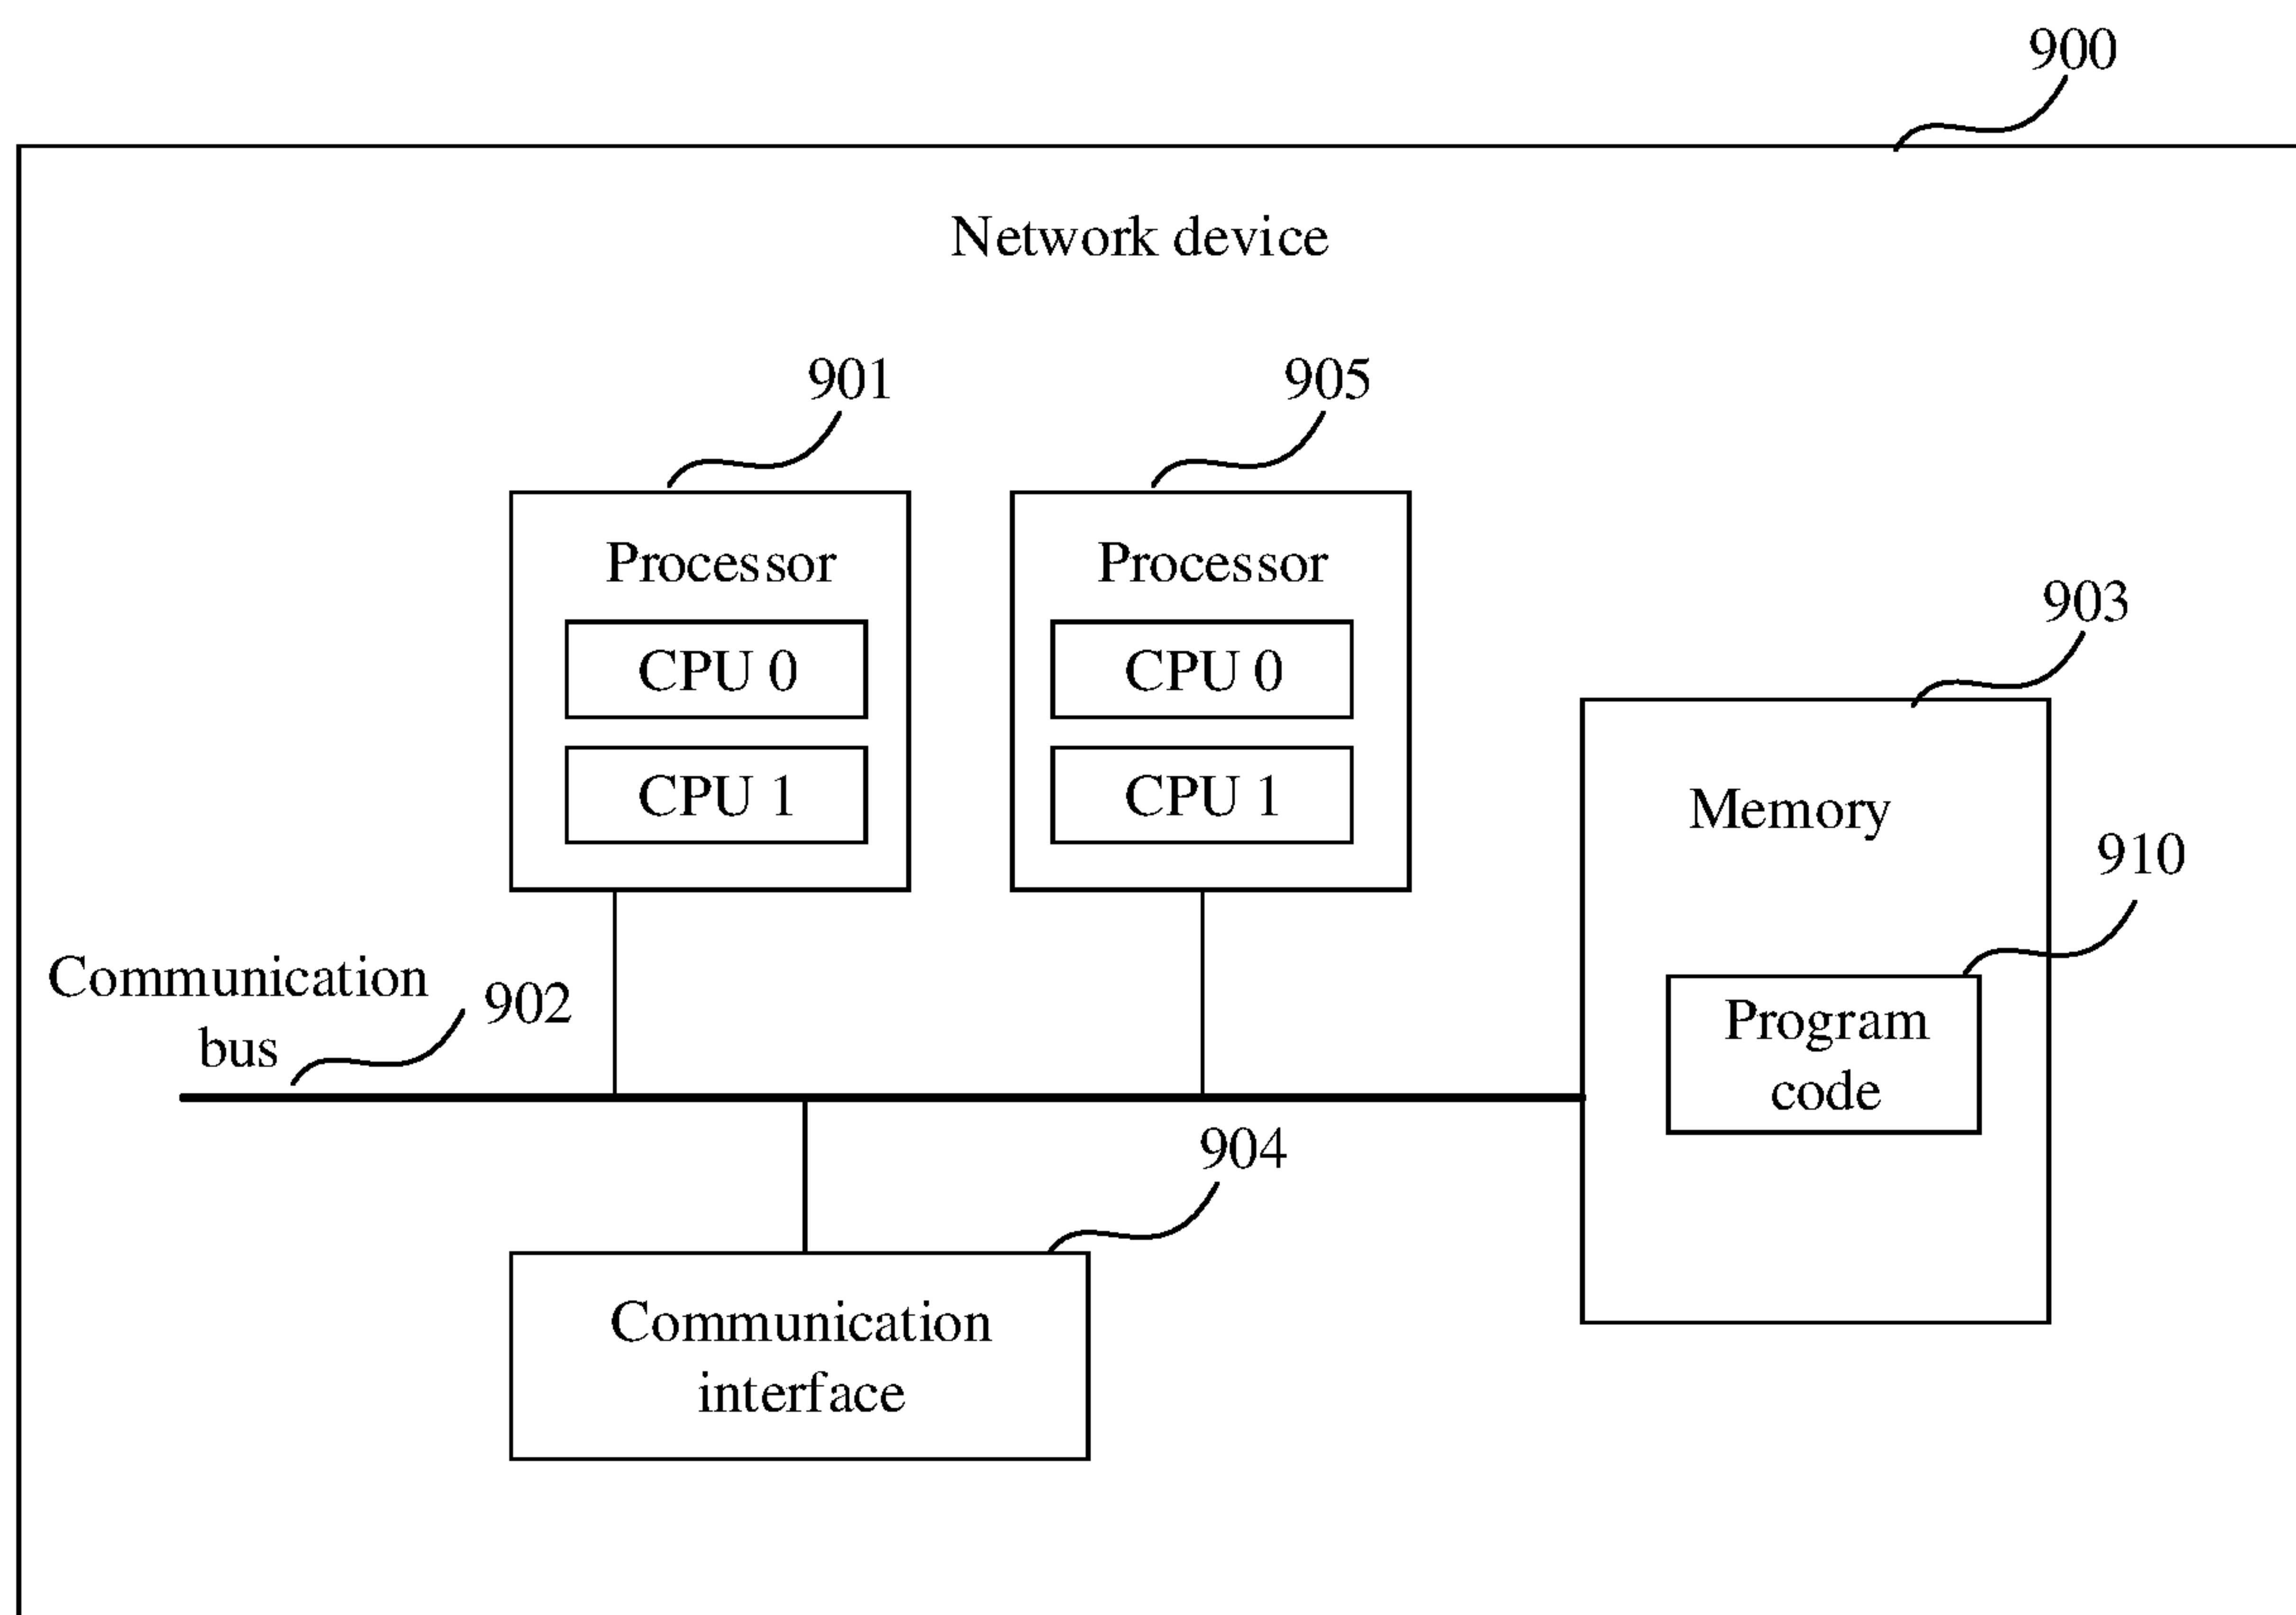 900
Network device
901
905
Processor
Processor
CPU 0
CPU 0
CPU 1
CPU 1
903
Memory
910
Program
code
Communication
bus
902
904
Communication
interface